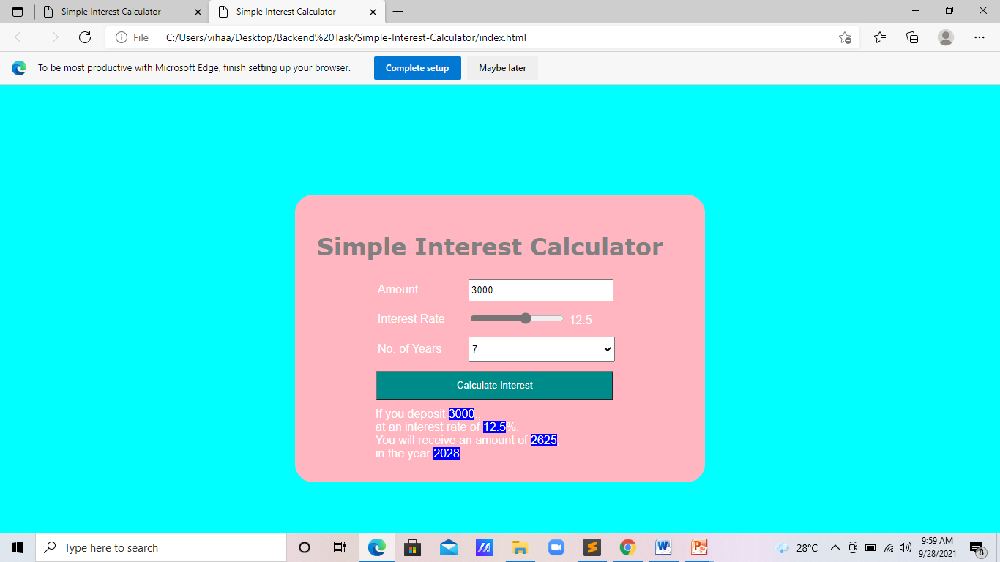 Simple Interest Calculator
Simple Interest Calculator
File
C:/Users/vihaa/Desktop/Backend%20Task/Simple-Interest-Calculator/index.html
To be most productive with Microsoft Edge, finish setting up your browser.
Complete setup
Maybe later
Simple Interest Calculator
Amount 3000
Interest Rate 12.5
No. of Years 7
Calculate Interest
If you deposit 3000 ,
at an interest rate of 12.5%.
You will receive an amount of 2625,
in the year 2028
Type here to search
28°C
9:59 AM
9/28/2021
8